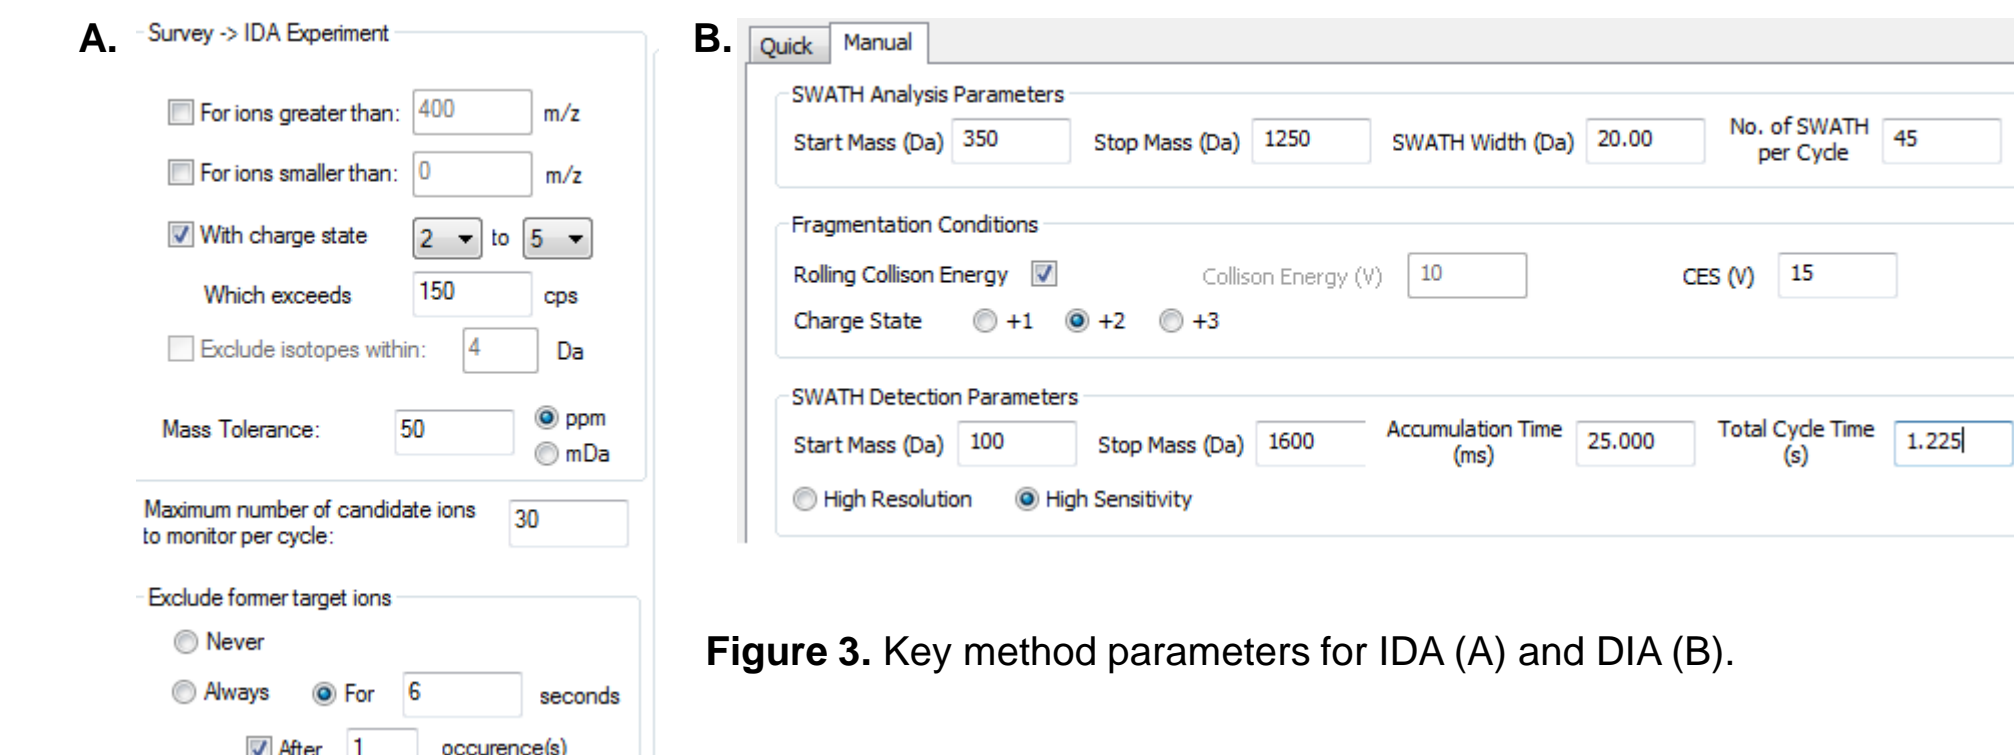 A.
Survey -> IDA Experiment
For ions greater than: 400 m/z
For ions smaller than: 0 m/z
With charge state 2 to 5
Which exceeds 150 cps
Exclude isotopes within: 4 Da
Mass Tolerance: 50 ppm
mDa
Maximum number of candidate ions
to monitor per cycle: 30
Exclude former target ions
Never
Always For 6 seconds
After 1 occurence(s)
B.
Quick Manual
SWATH Analysis Parameters
Start Mass (Da) 350 Stop Mass (Da) 1250 SWATH Width (Da) 20.00 No. of SWATH per Cycle 45
Fragmentation Conditions
Rolling Collison Energy Collison Energy (V) 10 CES (V) 15
Charge State +1 +2 +3
SWATH Detection Parameters
Start Mass (Da) 100 Stop Mass (Da) 1600 Accumulation Time (ms) 25.000 Total Cycle Time (s) 1.225
High Resolution High Sensitivity
Figure 3. Key method parameters for IDA (A) and DIA (B).